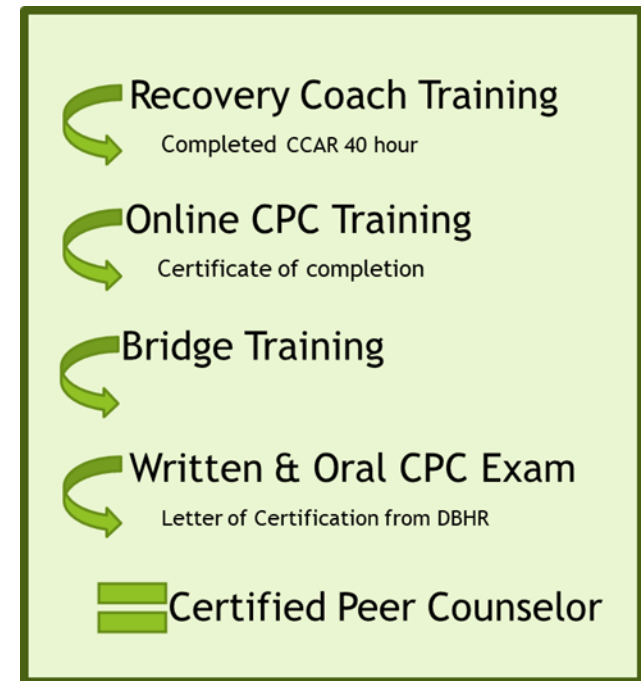 Recovery Coach Training
Completed CCAR 40 hour
Online CPC Training
Certificate of completion
Bridge Training
Written & Oral CPC Exam
Letter of Certification from DBHR
Certified Peer Counselor